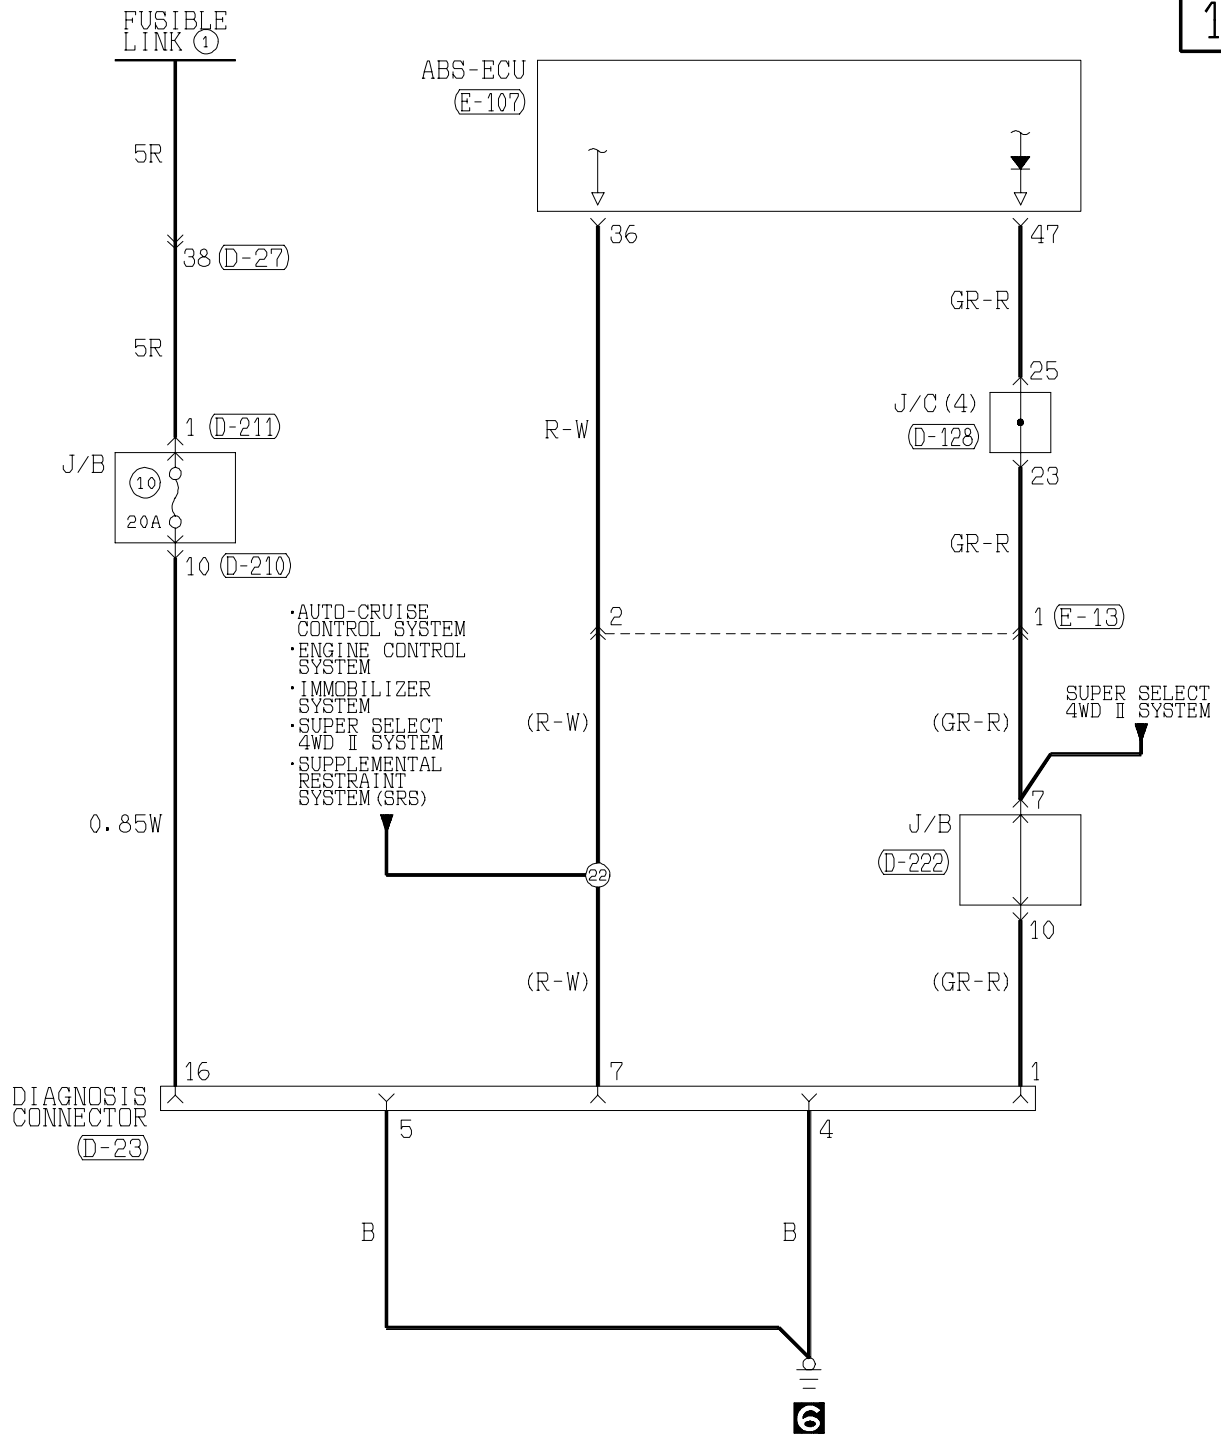 1
FUSIBLE
LINK ①
ABS-ECU
(E-107)
5R
36
47
38 (D-27)
GR-R
5R
25
J/C(4)
(D-128)
1 (D-211)
R-W
J/B
10
23
20A
GR-R
10 (D-210)
·AUTO-CRUISE
CONTROL SYSTEM
·ENGINE CONTROL
SYSTEM
·IMMOBILIZER
SYSTEM
·SUPER SELECT
4WD Ⅱ SYSTEM
·SUPPLEMENTAL
RESTRAINT
SYSTEM(SRS)
2
1 (E-13)
SUPER SELECT
4WD Ⅱ SYSTEM
(R-W)
(GR-R)
7
0.85W
J/B
(D-222)
22
10
(R-W)
(GR-R)
16
7
1
DIAGNOSIS
CONNECTOR
(D-23)
5
4
B
B
6